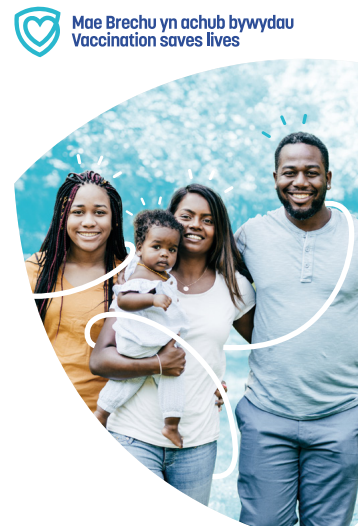 Mae Brechu yn achub bywydau
Vaccination saves lives